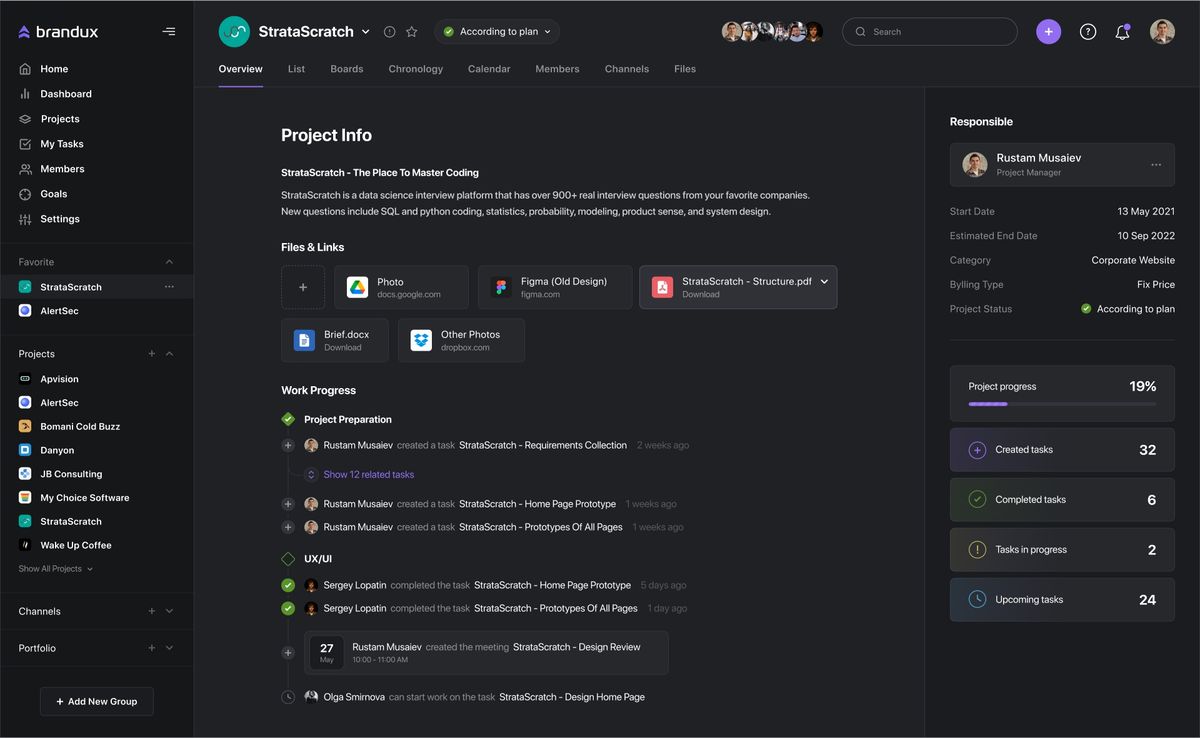 brandux
Home
Dashboard
Projects
My Tasks
Members
Goals
Settings
Favorite
StrataScratch
AlertSec
Projects
Apvision
AlertSec
Bomani Cold Buzz
Danyon
JB Consulting
My Choice Software
StrataScratch
Wake Up Coffee
Show All Projects
Channels
Portfolio
+ Add New Group
StrataScratch
According to plan
Search
Overview List Boards Chronology Calendar Members Channels Files
Project Info
StrataScratch - The Place To Master Coding
StrataScratch is a data science interview platform that has over 900+ real interview questions from your favorite companies.
New questions include SQL and python coding, statistics, probability, modeling, product sense, and system design.
Files & Links
Photo
docs.google.com
Figma (Old Design)
figma.com
StrataScratch - Structure.pdf
Download
Brief.docx
Download
Other Photos
dropbox.com
Work Progress
Project Preparation
Rustam Musaiev created a task StrataScratch - Requirements Collection 2 weeks ago
Show 12 related tasks
Rustam Musaiev created a task StrataScratch - Home Page Prototype 1 weeks ago
Rustam Musaiev created a task StrataScratch - Prototypes Of All Pages 1 weeks ago
UX/UI
Sergey Lopatin completed the task StrataScratch - Home Page Prototype 5 days ago
Sergey Lopatin completed the task StrataScratch - Prototypes Of All Pages 1 day ago
27
May
Rustam Musaiev created the meeting StrataScratch - Design Review
10:00 - 11:00 AM
Olga Smirnova can start work on the task StrataScratch - Design Home Page
Responsible
Rustam Musaiev
Project Manager
Start Date 13 May 2021
Estimated End Date 10 Sep 2022
Category Corporate Website
Bylling Type Fix Price
Project Status According to plan
Project progress 19%
Created tasks 32
Completed tasks 6
Tasks in progress 2
Upcoming tasks 24